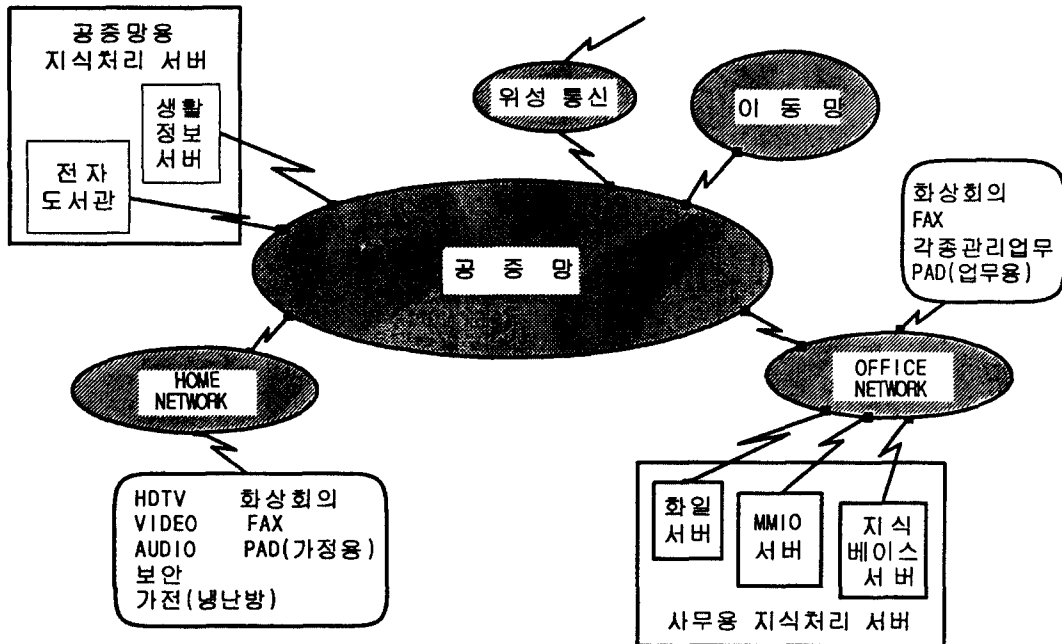 공중망용
지식처리 서버
생활
정보
서버
전자
도서관
위성 통신
이 동 망
공 중 망
화상회의
FAX
각종관리업무
PAD(업무용)
HOME
NETWORK
OFFICE
NETWORK
HDTV 화상회의
VIDEO FAX
AUDIO PAD(가정용)
보안
가전(냉난방)
화일
서버
MMIO
서버
지식
베이스
서버
사무용 지식처리 서버